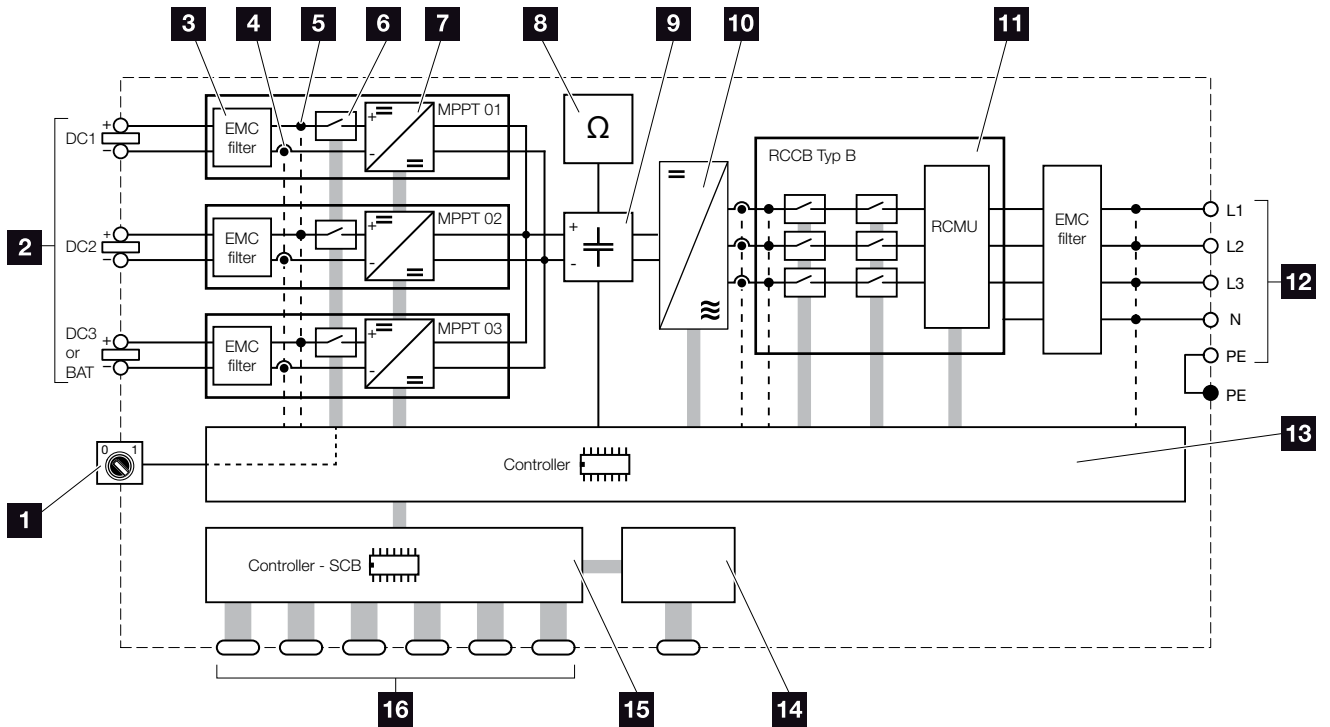 3 4 5 6 7 8 9 10 11
MPPT 01
EMC
filter
+
=
-
=
DC1
+
−
Ω
RCCB Typ B
MPPT 02
EMC
filter
+
=
-
=
2
DC2
+
−
+
-
=
≋
RCMU
EMC
filter
L1
L2
L3
N
PE
PE
12
MPPT 03
EMC
filter
+
=
-
=
DC3
or
BAT
+
−
0 1
1
Controller
13
Controller - SCB
16 15 14